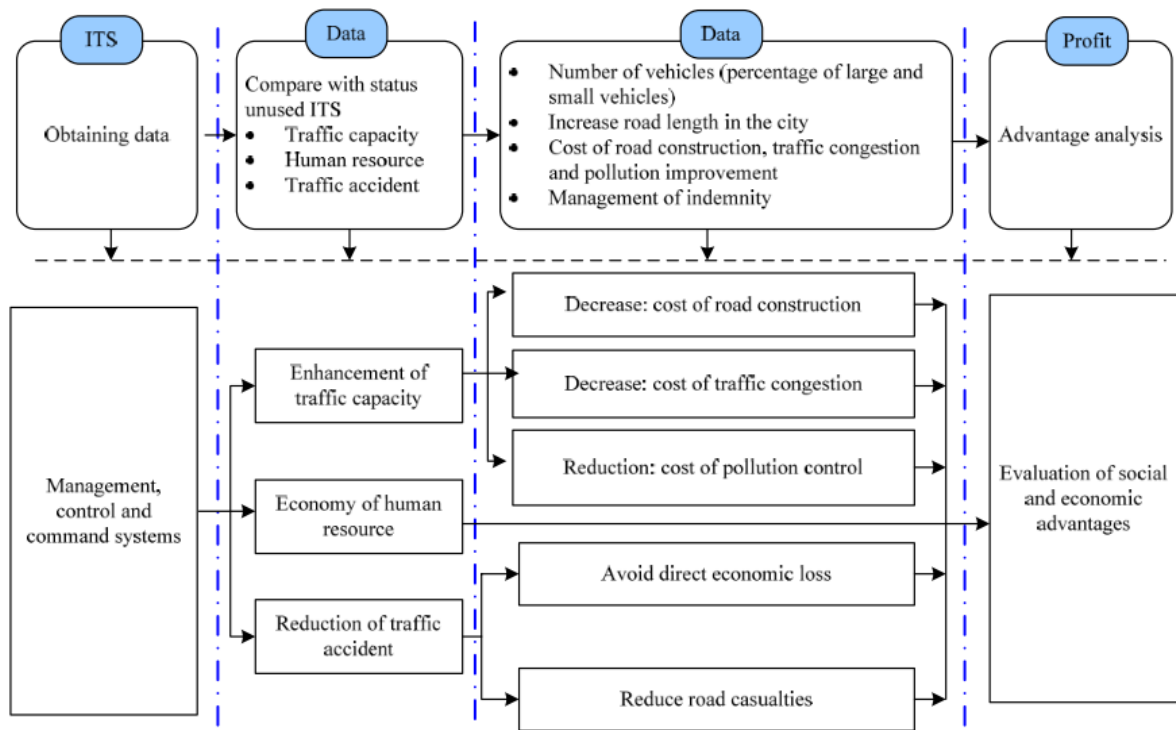 ITS
Data
Data
Profit
Obtaining data
Compare with status
unused ITS
• Traffic capacity
• Human resource
• Traffic accident
• Number of vehicles (percentage of large and
small vehicles)
• Increase road length in the city
• Cost of road construction, traffic congestion
and pollution improvement
• Management of indemnity
Advantage analysis
Management,
control and
command systems
Enhancement of
traffic capacity
Economy of human
resource
Reduction of traffic
accident
Decrease: cost of road construction
Decrease: cost of traffic congestion
Reduction: cost of pollution control
Avoid direct economic loss
Reduce road casualties
Evaluation of social
and economic
advantages